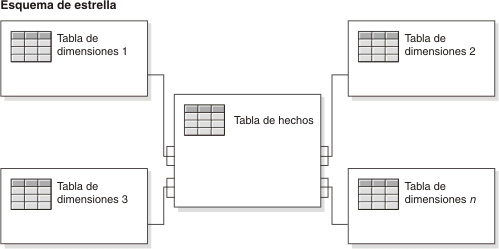 Esquema de estrella
Tabla de
dimensiones 1
Tabla de
dimensiones 2
Tabla de hechos
Tabla de
dimensiones 3
Tabla de
dimensiones n